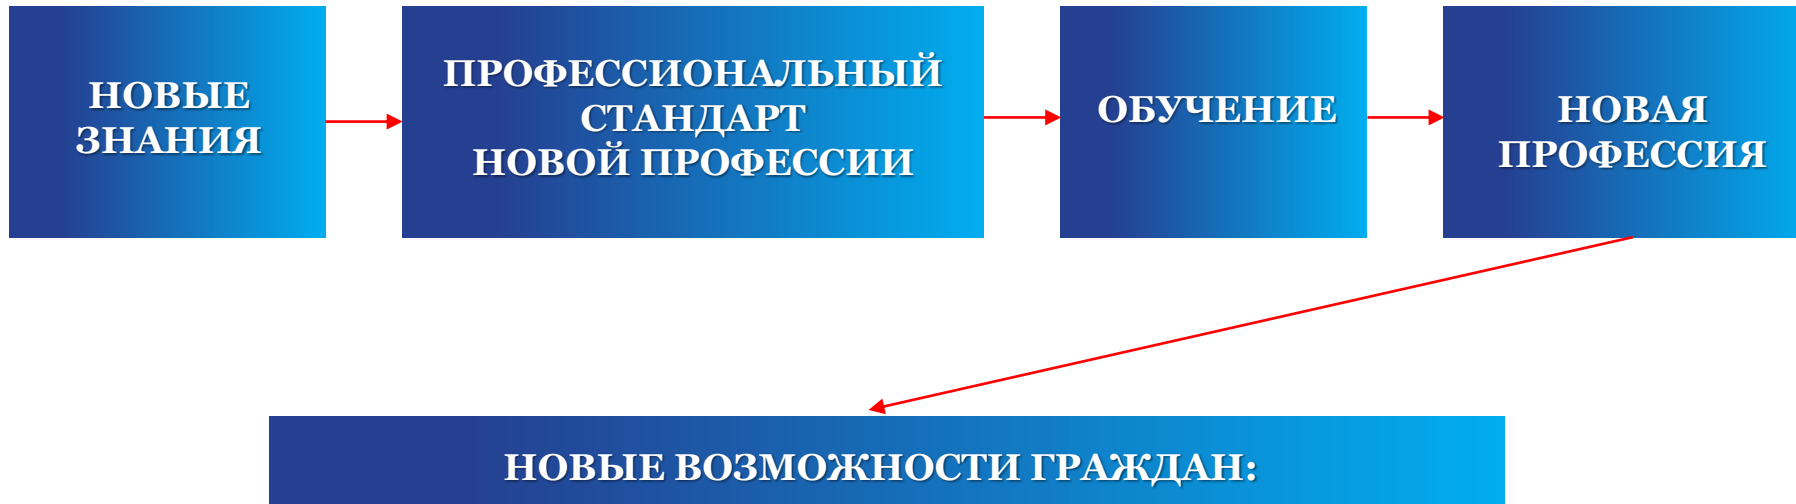 НОВЫЕ
ЗНАНИЯ
ПРОФЕССИОНАЛЬНЫЙ
СТАНДАРТ
НОВОЙ ПРОФЕССИИ
ОБУЧЕНИЕ
НОВАЯ
ПРОФЕССИЯ
НОВЫЕ ВОЗМОЖНОСТИ ГРАЖДАН: